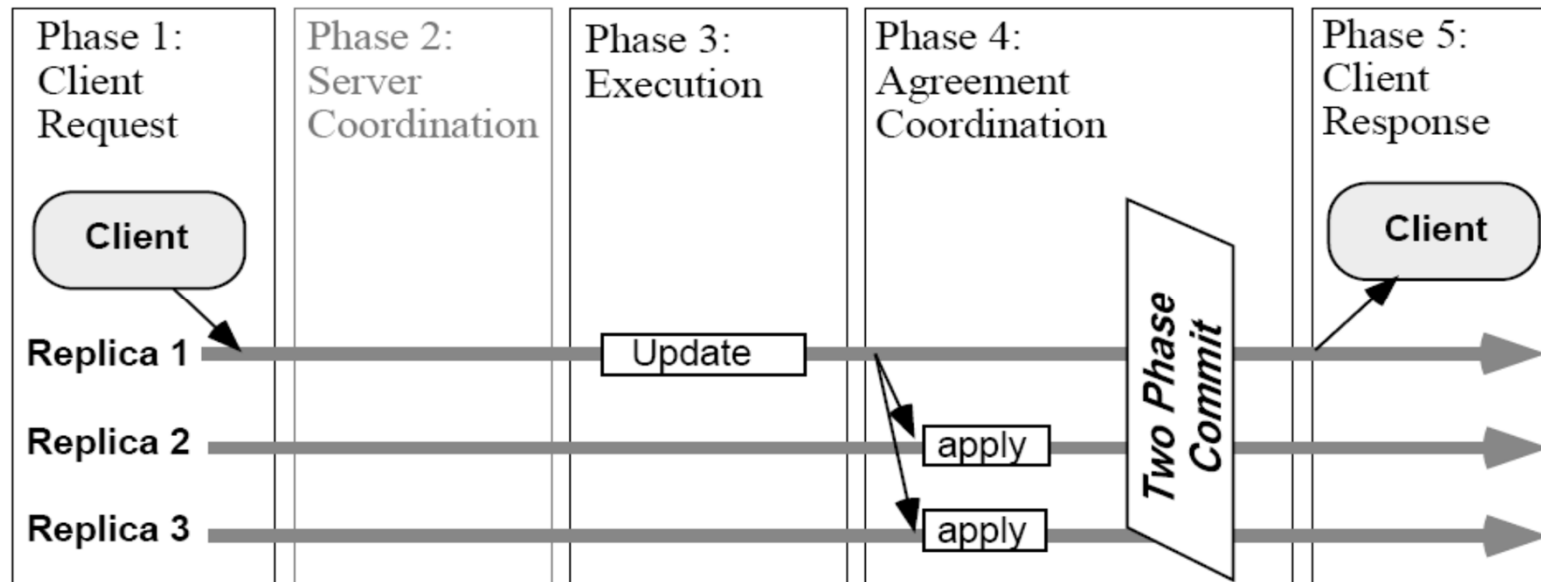 Phase 1:
Client
Request
Phase 2:
Server
Coordination
Phase 3:
Execution
Phase 4:
Agreement
Coordination
Phase 5:
Client
Response
Client
Client
Replica 1
Update
Replica 2
apply
Replica 3
apply
Two Phase
Commit